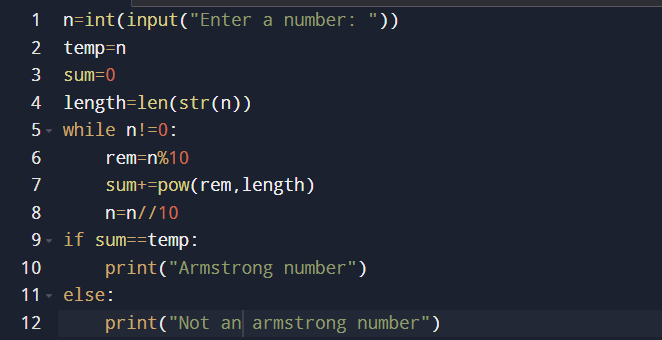 1 n=int(input("Enter a number: "))
2 temp=n
3 sum=0
4 length=len(str(n))
5 while n!=0:
6     rem=n%10
7     sum+=pow(rem,length)
8     n=n//10
9 if sum==temp:
10     print("Armstrong number")
11 else:
12     print("Not an armstrong number")